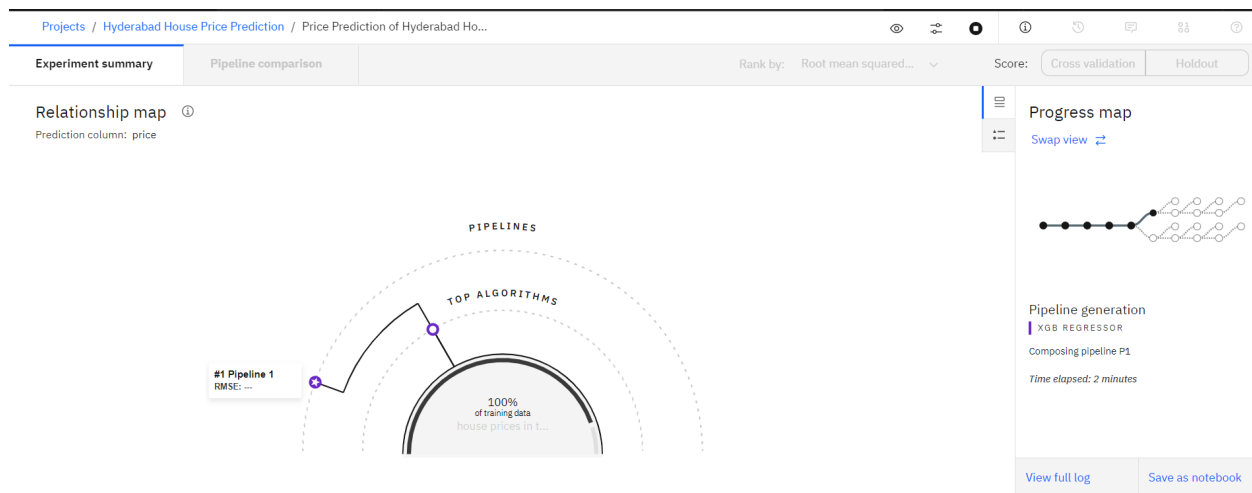 Projects / Hyderabad House Price Prediction / Price Prediction of Hyderabad Ho...
Experiment summary
Pipeline comparison
Rank by: Root mean squared...
Score: Cross validation Holdout
Relationship map
Prediction column: price
PIPELINES
TOP ALGORITHMS
#1 Pipeline 1
RMSE: ---
100%
of training data
house prices in t...
Progress map
Swap view
Pipeline generation
XGB REGRESSOR
Composing pipeline P1
Time elapsed: 2 minutes
View full log
Save as notebook